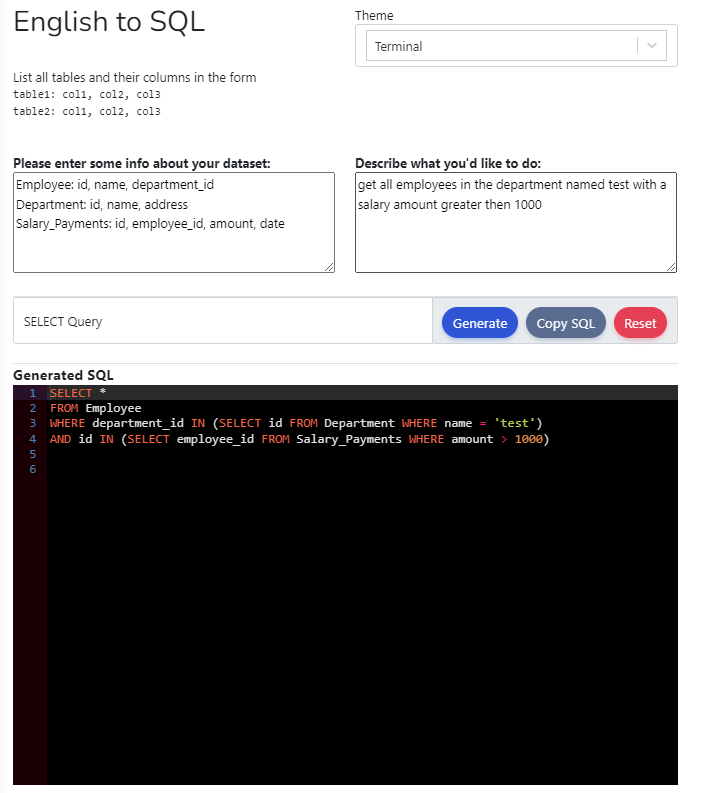 English to SQL
Theme
Terminal
List all tables and their columns in the form
table1: col1, col2, col3
table2: col1, col2, col3
Please enter some info about your dataset:
Employee: id, name, department_id
Department: id, name, address
Salary_Payments: id, employee_id, amount, date
Describe what you'd like to do:
get all employees in the department named test with a
salary amount greater then 1000
SELECT Query
Generate
Copy SQL
Reset
Generated SQL
1 SELECT *
2 FROM Employee
3 WHERE department_id IN (SELECT id FROM Department WHERE name = 'test')
4 AND id IN (SELECT employee_id FROM Salary_Payments WHERE amount > 1000)
5
6